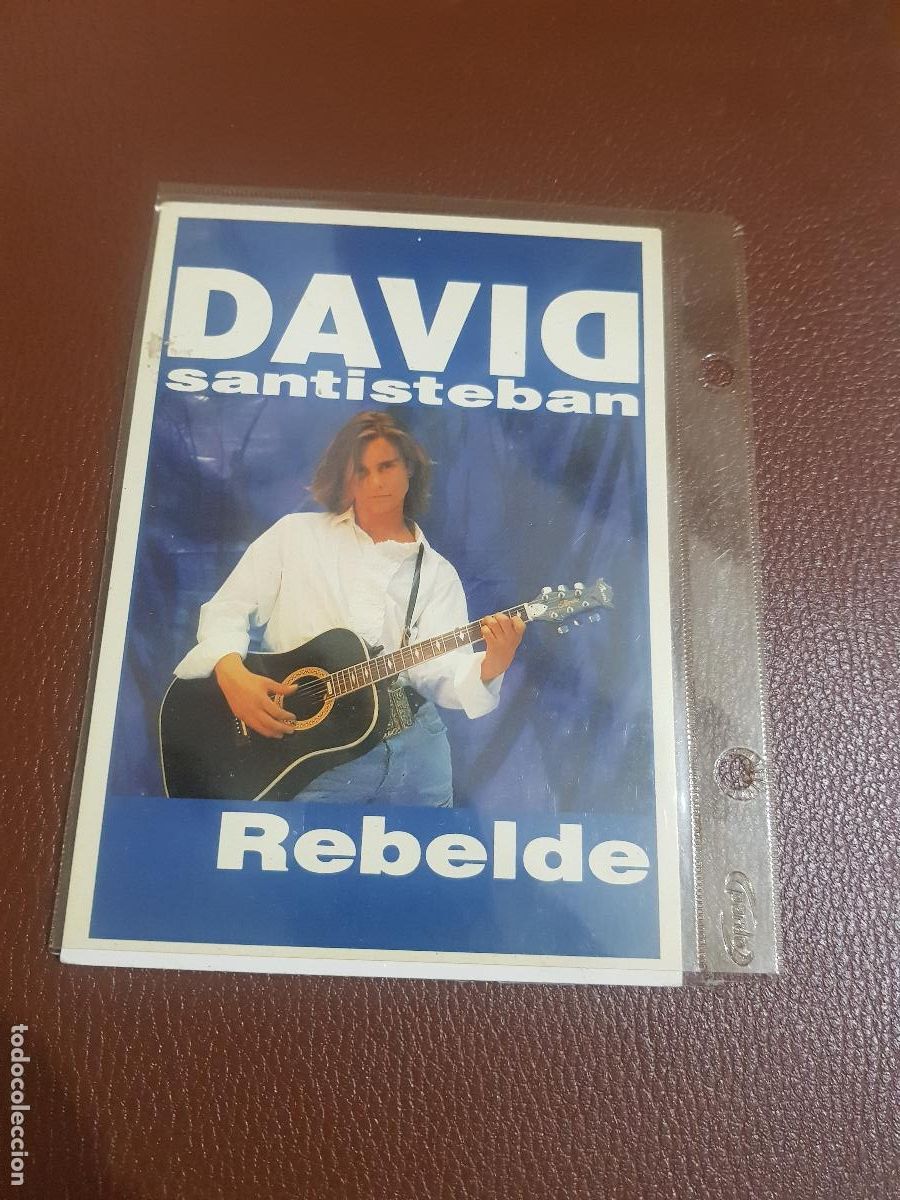 DAVID
santisteban
Rebelde
todocoleccion